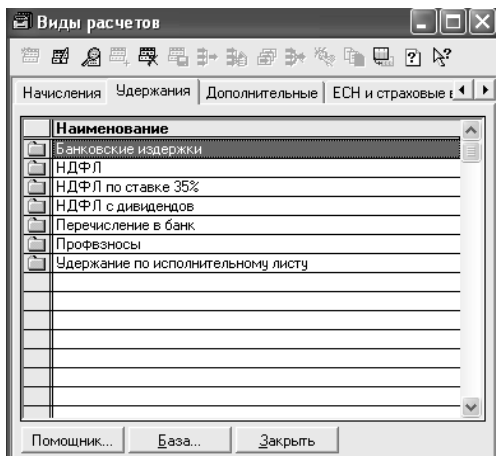 Виды расчетов
Начисления Удержания Дополнительные ЕСН и страховые
Наименование
Банковские издержки
НДФЛ
НДФЛ по ставке 35%
НДФЛ с дивидендов
Перечисление в банк
Профвзносы
Удержание по исполнительному листу
Помощник... База... Закрыть